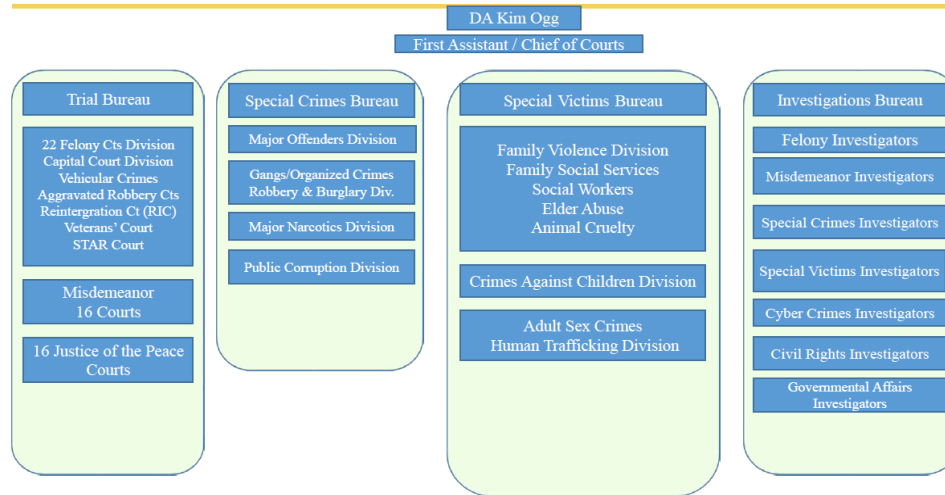 DA Kim Ogg
First Assistant / Chief of Courts
Trial Bureau
22 Felony Cts Division
Capital Court Division
Vehicular Crimes
Aggravated Robbery Cts
Reintergration Ct (RIC)
Veterans' Court
STAR Court
Misdemeanor
16 Courts
16 Justice of the Peace
Courts
Special Crimes Bureau
Major Offenders Division
Gangs/Organized Crimes
Robbery & Burglary Div.
Major Narcotics Division
Public Corruption Division
Special Victims Bureau
Family Violence Division
Family Social Services
Social Workers
Elder Abuse
Animal Cruelty
Crimes Against Children Division
Adult Sex Crimes
Human Trafficking Division
Investigations Bureau
Felony Investigators
Misdemeanor Investigators
Special Crimes Investigators
Special Victims Investigators
Cyber Crimes Investigators
Civil Rights Investigators
Governmental Affairs
Investigators